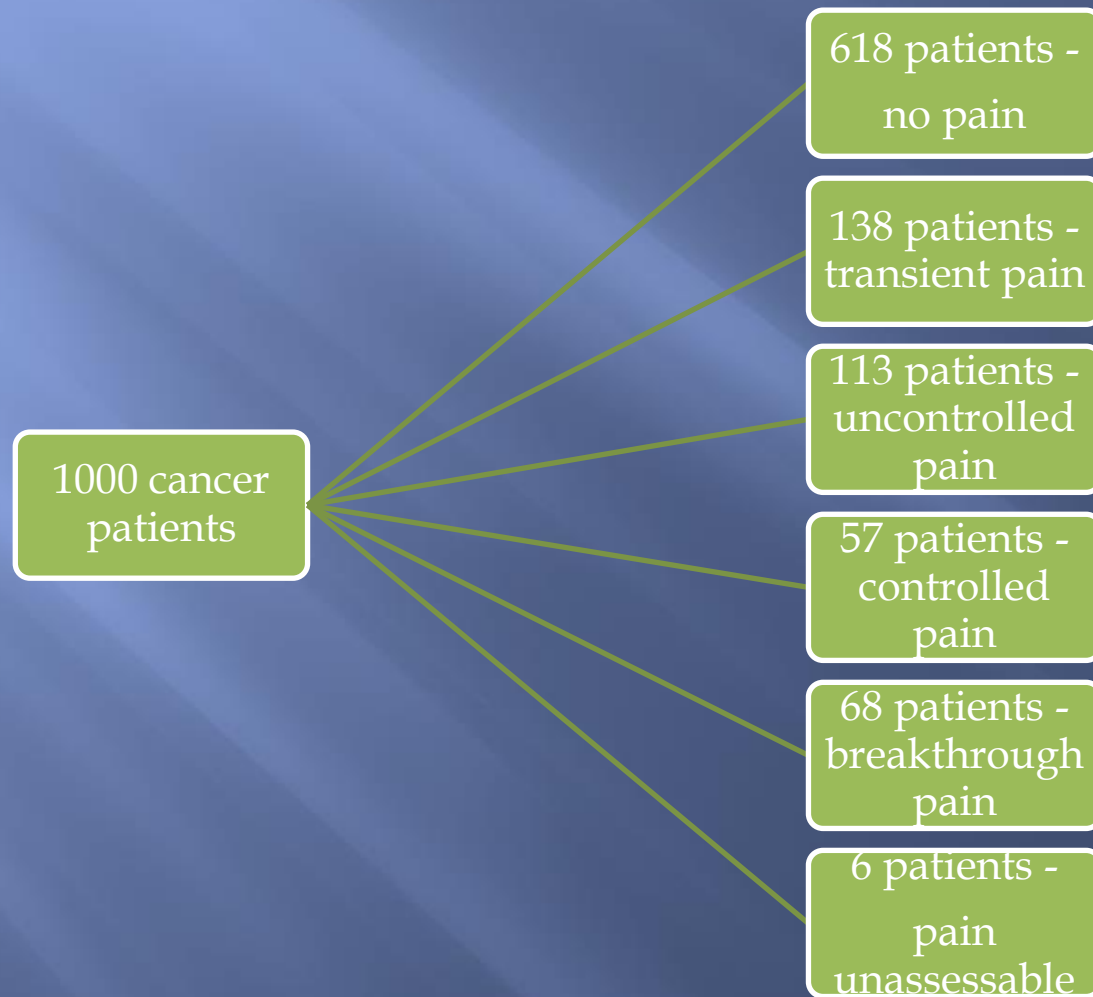 618 patients -
no pain
138 patients -
transient pain
113 patients -
uncontrolled
pain
1000 cancer
patients
57 patients -
controlled
pain
68 patients -
breakthrough
pain
6 patients -
pain
unassessable